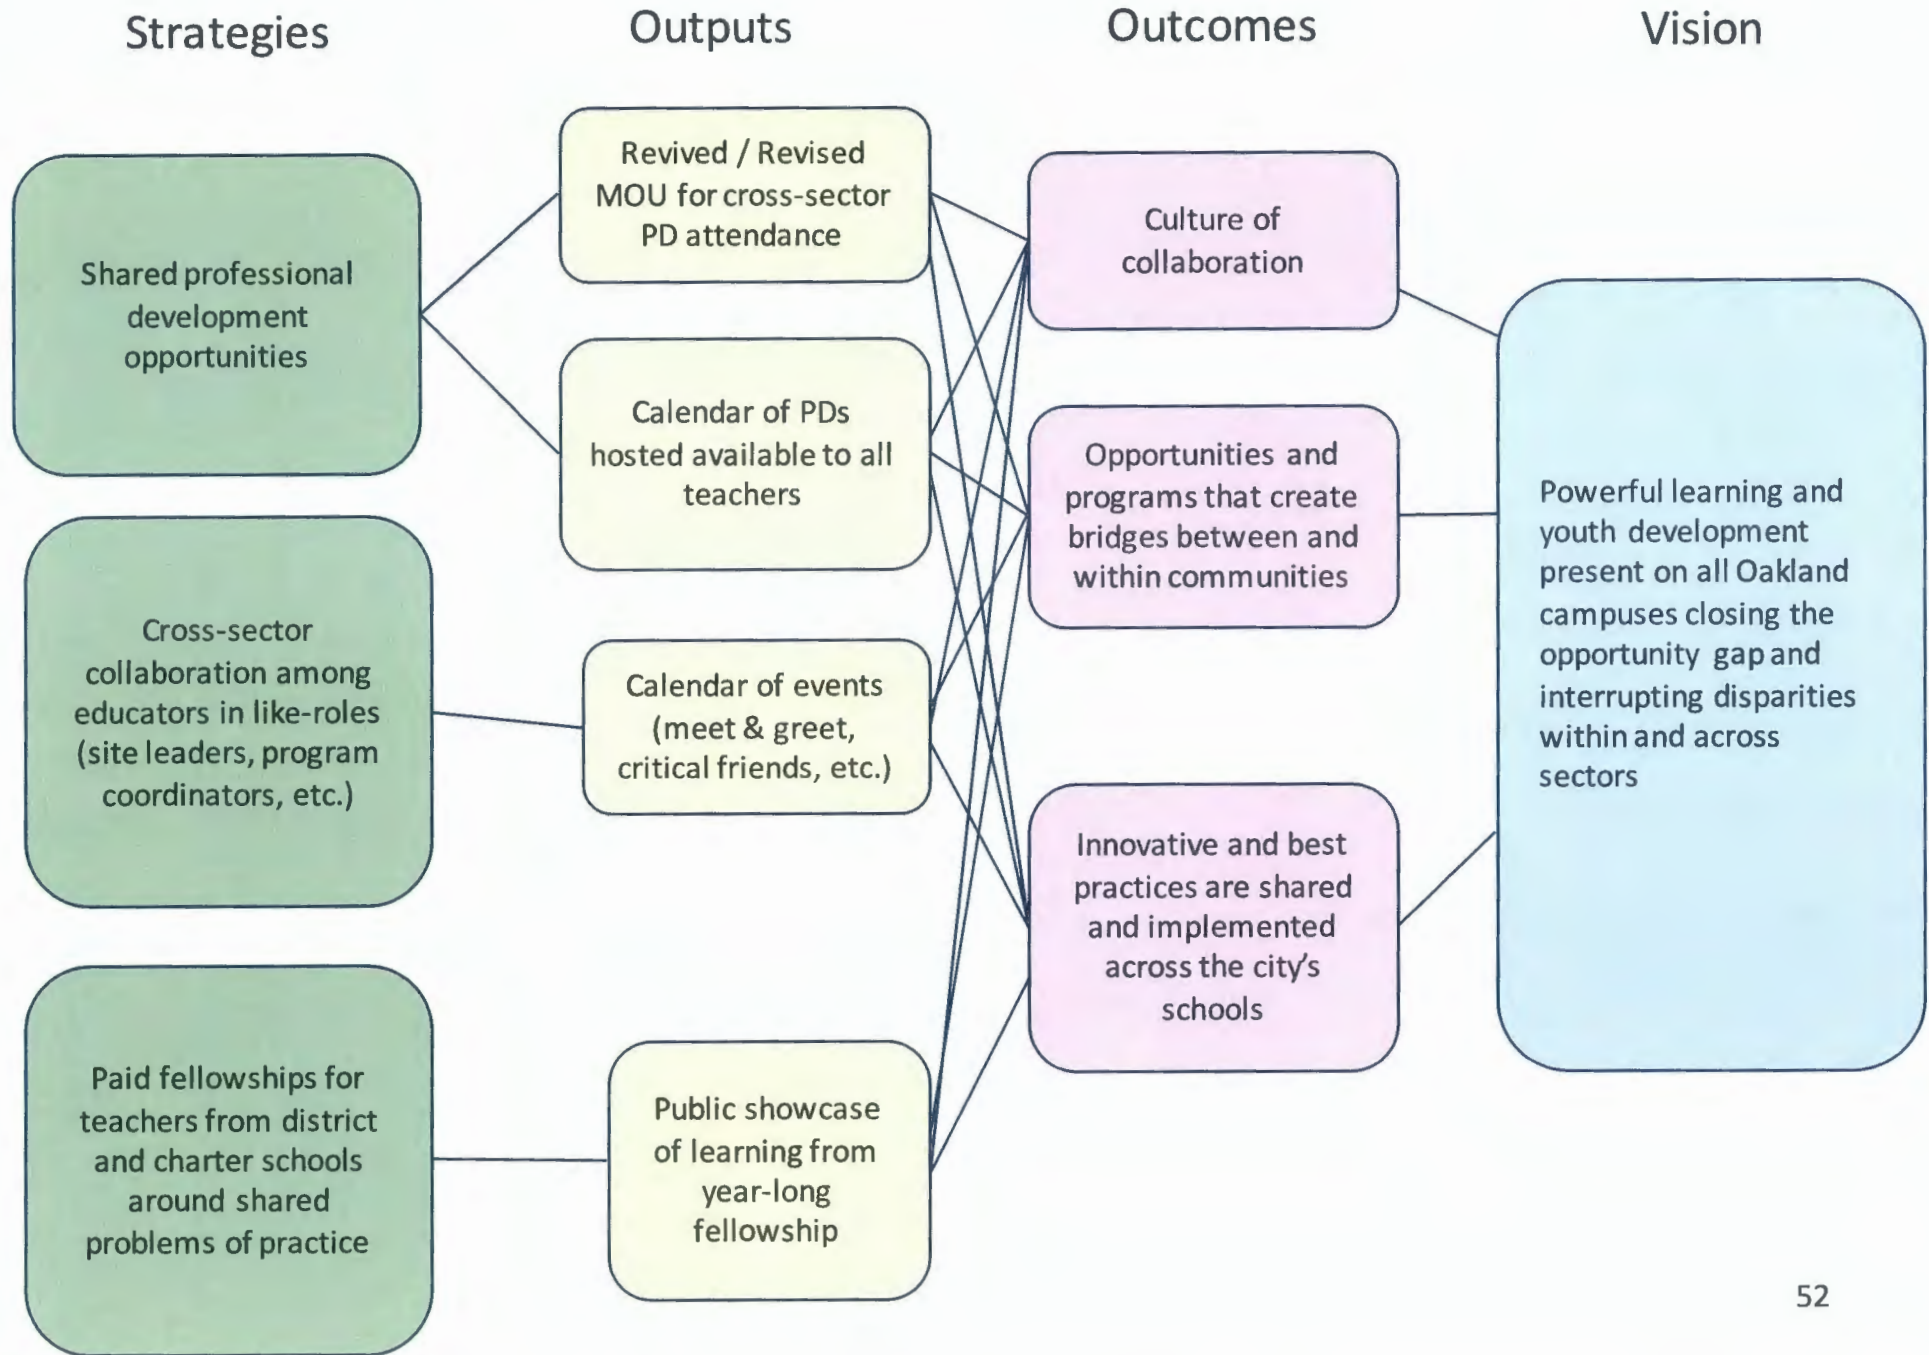 Strategies
Outputs
Outcomes
Vision
Shared professional
development
opportunities
Cross-sector
collaboration among
educators in like-roles
(site leaders, program
coordinators, etc.)
Paid fellowships for
teachers from district
and charter schools
around shared
problems of practice
Revived / Revised
MOU for cross-sector
PD attendance
Calendar of PDs
hosted available to all
teachers
Calendar of events
(meet & greet,
critical friends, etc.)
Public showcase
of learning from
year-long
fellowship
Culture of
collaboration
Opportunities and
programs that create
bridges between and
within communities
Innovative and best
practices are shared
and implemented
across the city's
schools
Powerful learning and
youth development
present on all Oakland
campuses closing the
opportunity gap and
interrupting disparities
within and across
sectors
52